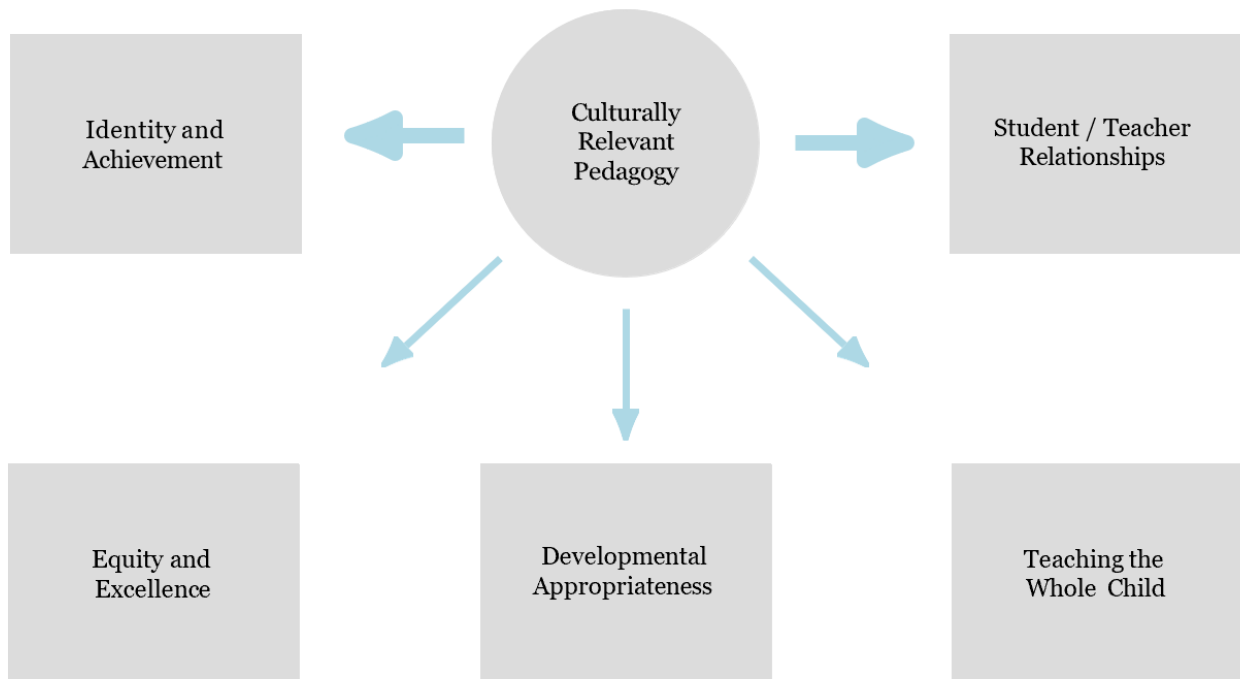 Culturally
Relevant
Pedagogy
Identity and
Achievement
Student / Teacher
Relationships
Equity and
Excellence
Developmental
Appropriateness
Teaching the
Whole Child